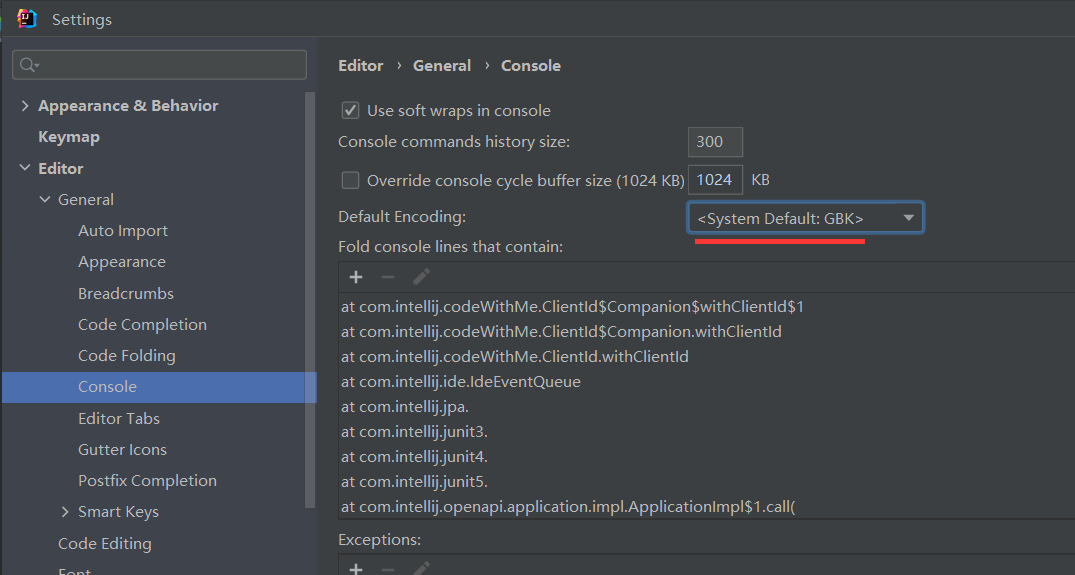 Settings
Editor › General › Console
Appearance & Behavior
Use soft wraps in console
Keymap
Console commands history size: 300
Editor
Override console cycle buffer size (1024 KB) 1024 KB
General
Default Encoding: <System Default: GBK>
Auto Import
Fold console lines that contain:
Appearance
Breadcrumbs
Code Completion
Code Folding
Console
Editor Tabs
Gutter Icons
Postfix Completion
Smart Keys
Code Editing
Font
at com.intellij.codeWithMe.ClientId$Companion$withClientId$1
at com.intellij.codeWithMe.ClientId$Companion.withClientId
at com.intellij.codeWithMe.ClientId.withClientId
at com.intellij.ide.IdeEventQueue
at com.intellij.jpa.
at com.intellij.junit3.
at com.intellij.junit4.
at com.intellij.junit5.
at com.intellij.openapi.application.impl.ApplicationImpl$1.call(
Exceptions: